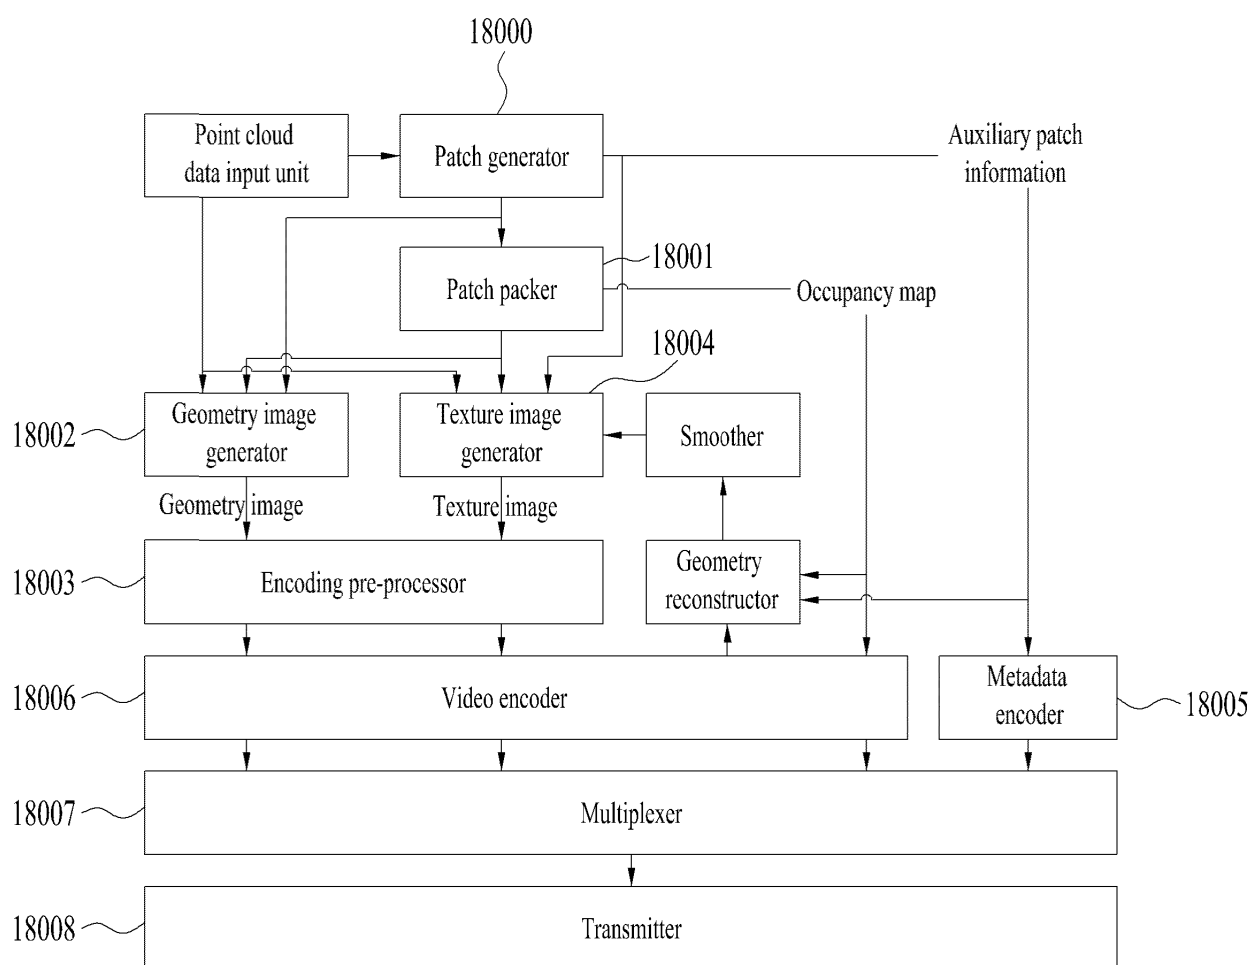 18000
Point cloud
data input unit
Patch generator
Auxiliary patch
information
18001
Patch packer
Occupancy map
18004
18002
Geometry image
generator
Texture image
generator
Smoother
Geometry image
Texture image
18003
Encoding pre-processor
Geometry
reconstructor
18006
Video encoder
Metadada
encoder
18005
18007
Multiplexer
18008
Transmitter